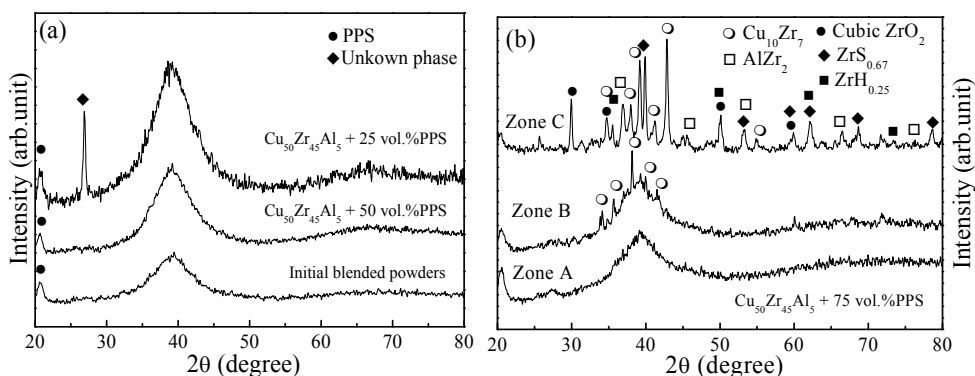 (a)
PPS
Unkown phase
Cu50Zr45Al5 + 25 vol.%PPS
Cu50Zr45Al5 + 50 vol.%PPS
Initial blended powders
Intensity (arb.unit)
20 30 40 50 60 70 80
2θ (degree)
(b)
Cu10Zr7
Cubic ZrO2
AlZr2
ZrS0.67
ZrH0.25
Zone C
Zone B
Zone A
Cu50Zr45Al5 + 75 vol.%PPS
Intensity (arb.unit)
20 30 40 50 60 70 80
2θ (degree)